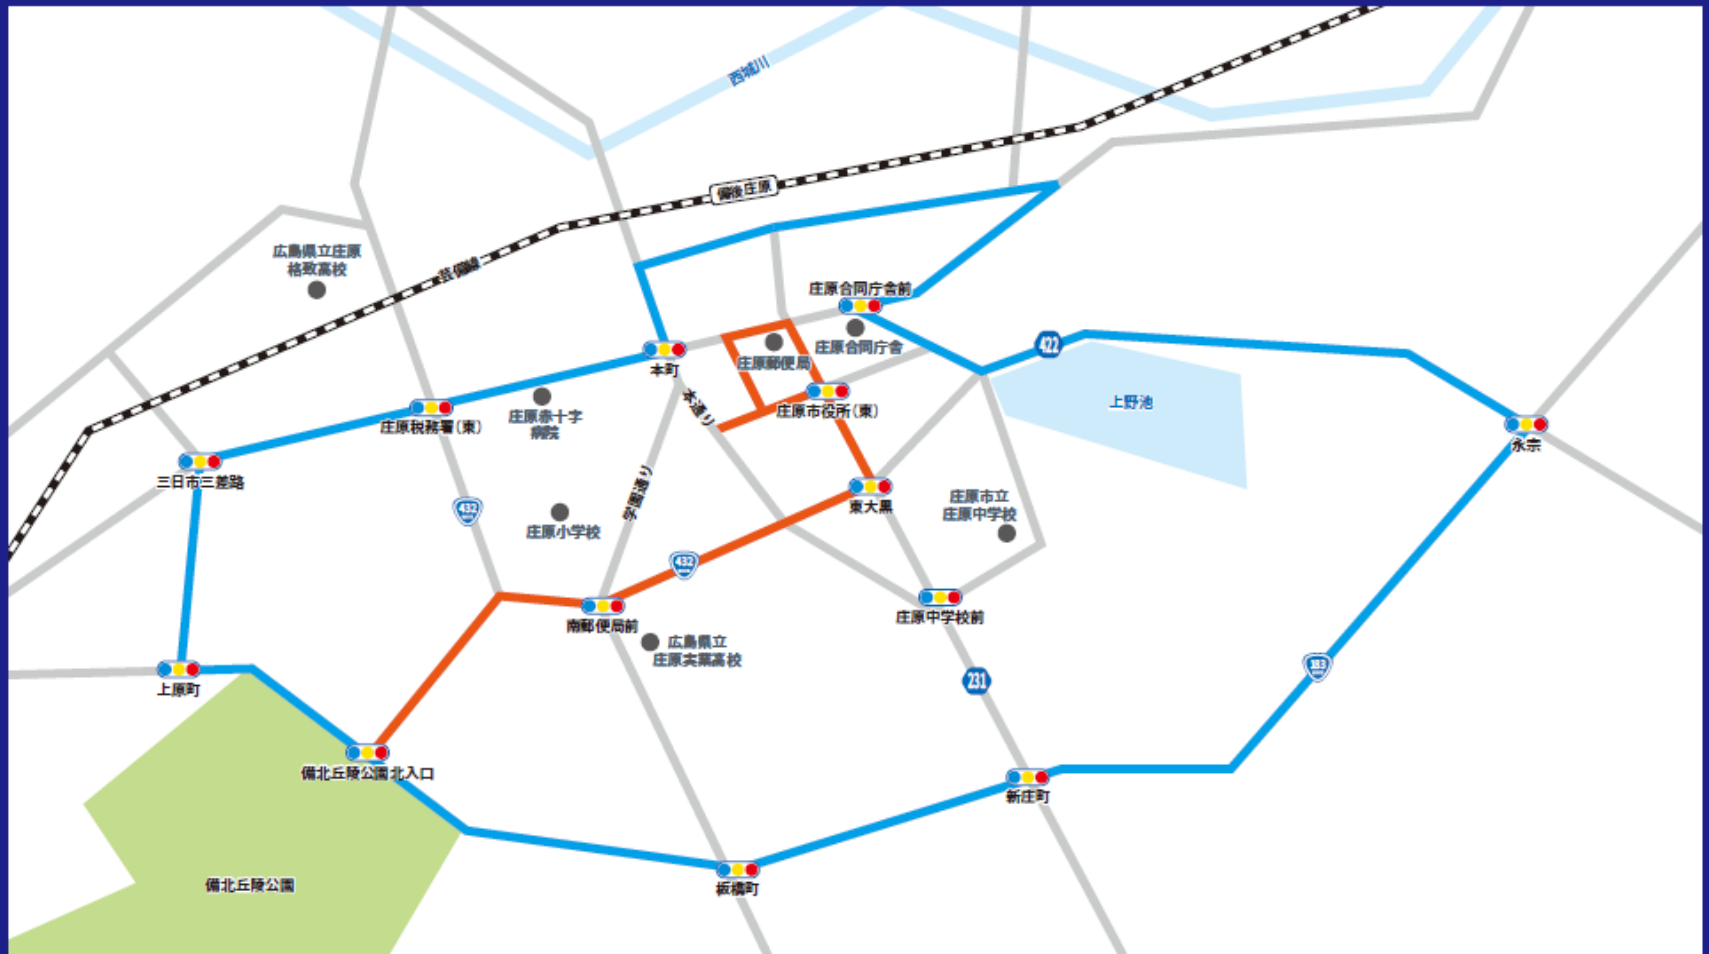 西城川
備後庄原
広島県立庄原
格致高校
芸備線
庄原合同庁舎前
庄原合同庁舎
422
庄原郵便局
本町
本通り
庄原市役所(東)
上野池
庄原赤十字
病院
庄原税務署(東)
永宗
三日市三差路
学園通り
432
東大黒
庄原市立
庄原中学校
庄原小学校
432
南郵便局前
庄原中学校前
広島県立
庄原実業高校
183
231
上原町
備北丘陵公園北入口
新庄町
備北丘陵公園
板橋町